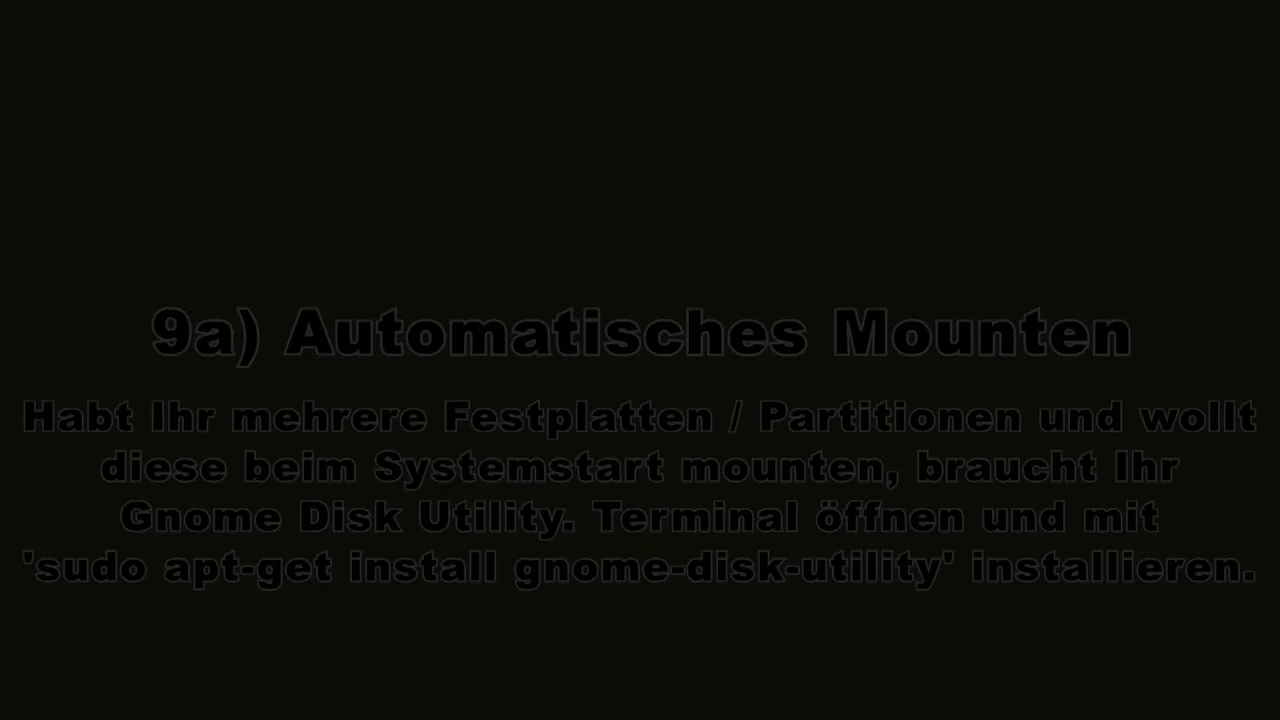 9a) Automatisches Mounten
Habt Ihr mehrere Festplatten / Partitionen und wollt
diese beim Systemstart mounten, braucht Ihr
Gnome Disk Utility. Terminal öffnen und mit
'sudo apt-get install gnome-disk-utility' installieren.